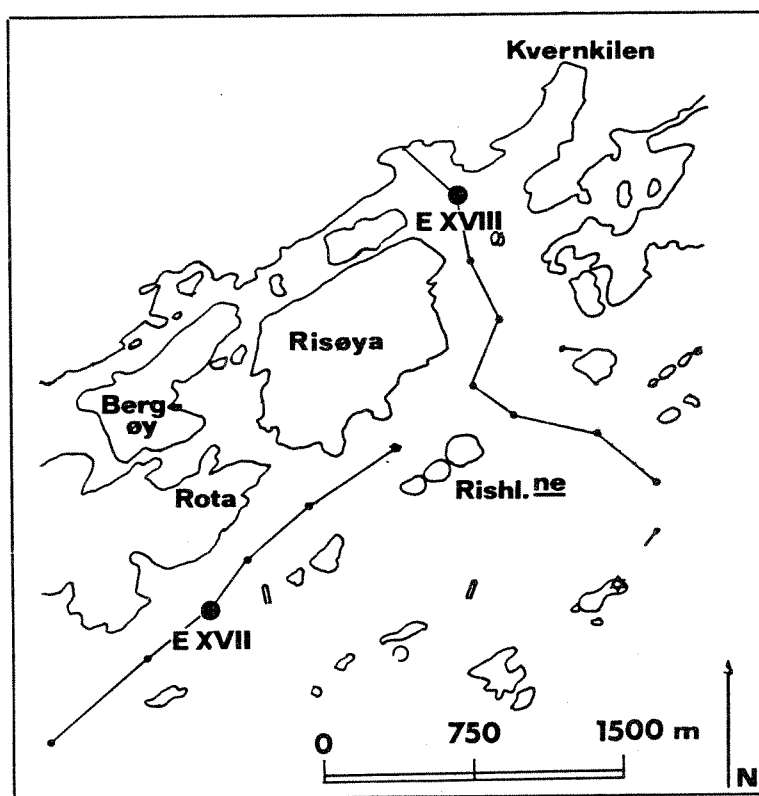 Kvernkilen
E XVIII
Risøya
Berg
øy
Rota
Rishl. ne
E XVII
0 750 1500 m
N